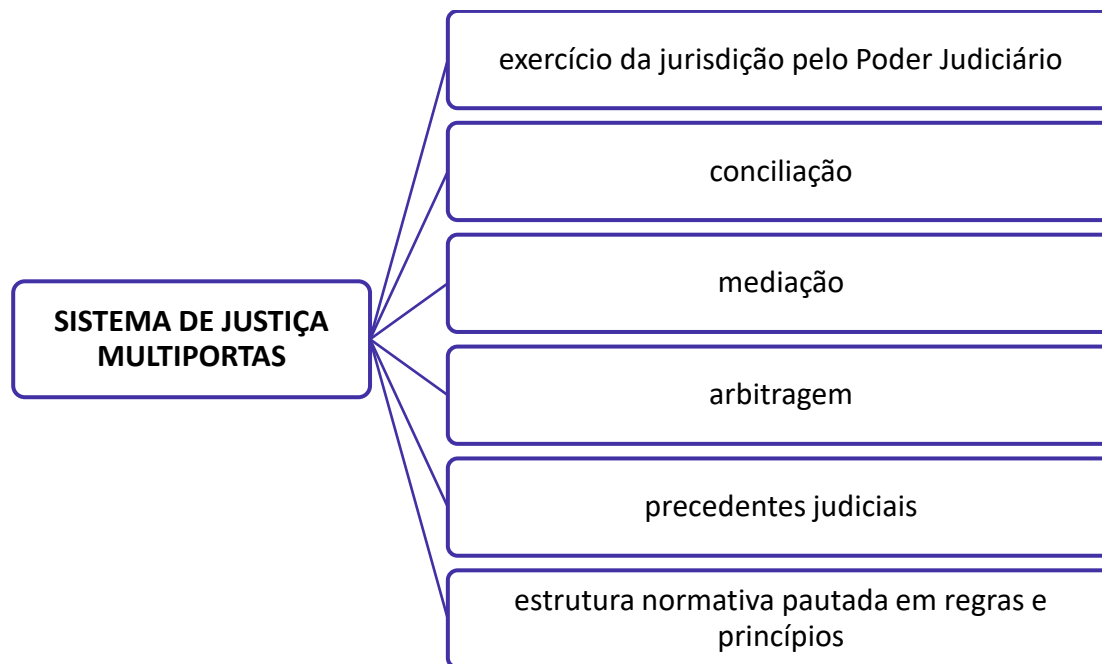 exercício da jurisdição pelo Poder Judiciário
conciliação
mediação
SISTEMA DE JUSTIÇA
MULTIPORTAS
arbitragem
precedentes judiciais
estrutura normativa pautada em regras e
princípios